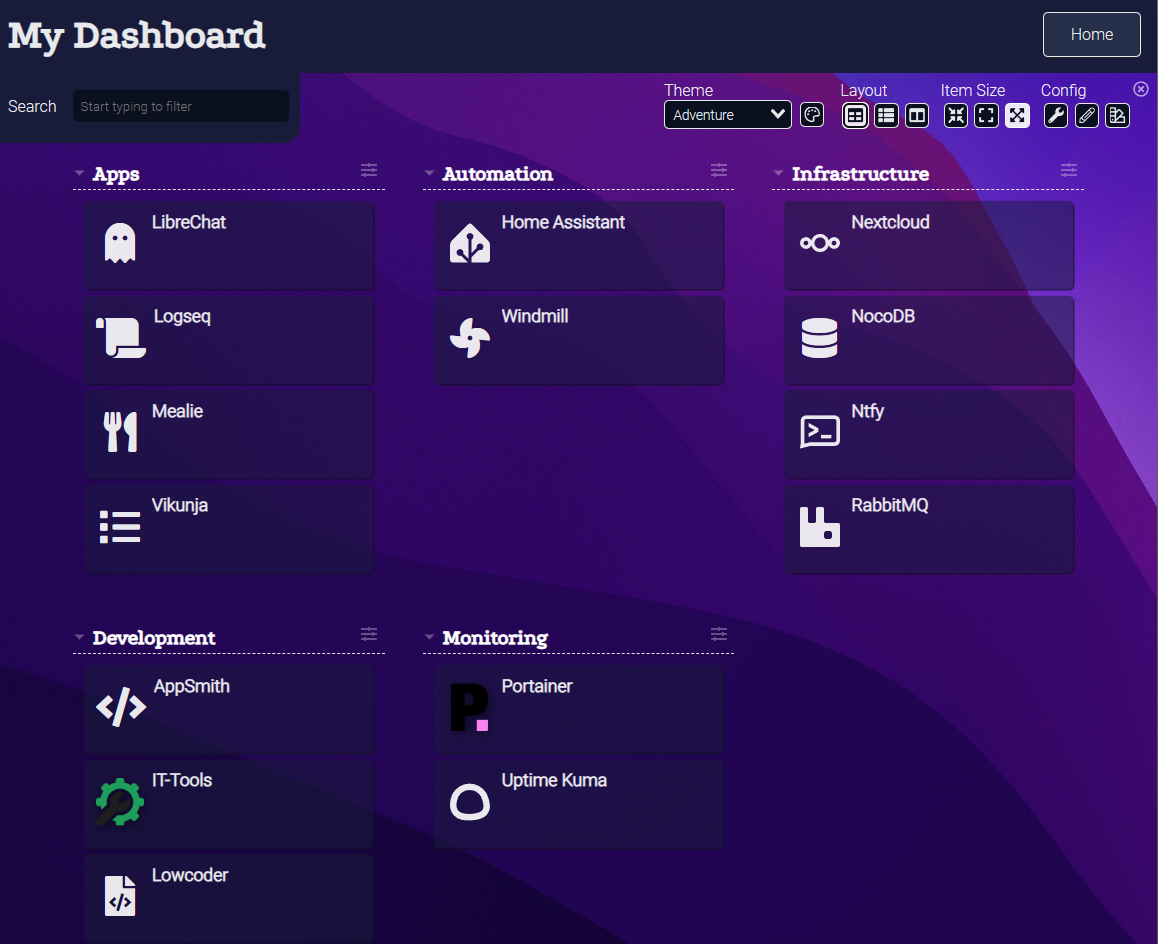 My Dashboard
Home
Search
Start typing to filter
Theme
Adventure
Layout
Item Size
Config
Apps
LibreChat
Logseq
Mealie
Vikunja
Automation
Home Assistant
Windmill
Infrastructure
Nextcloud
NocoDB
Ntfy
RabbitMQ
Development
AppSmith
IT-Tools
Lowcoder
Monitoring
Portainer
Uptime Kuma